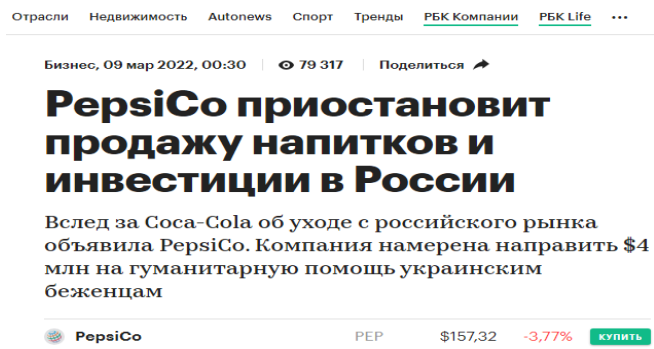 Отрасли Недвижимость Autonews Спорт Тренды РБК Компании РБК Life ...
Бизнес, 09 мар 2022, 00:30 79 317 Поделиться
PepsiCo приостановит
продажу напитков и
инвестиции в России
Вслед за Coca-Cola об уходе с российского рынка
объявила PepsiCo. Компания намерена направить $4
млн на гуманитарную помощь украинским
беженцам
PepsiCo PEP $157,32 -3,77% КУПИТЬ